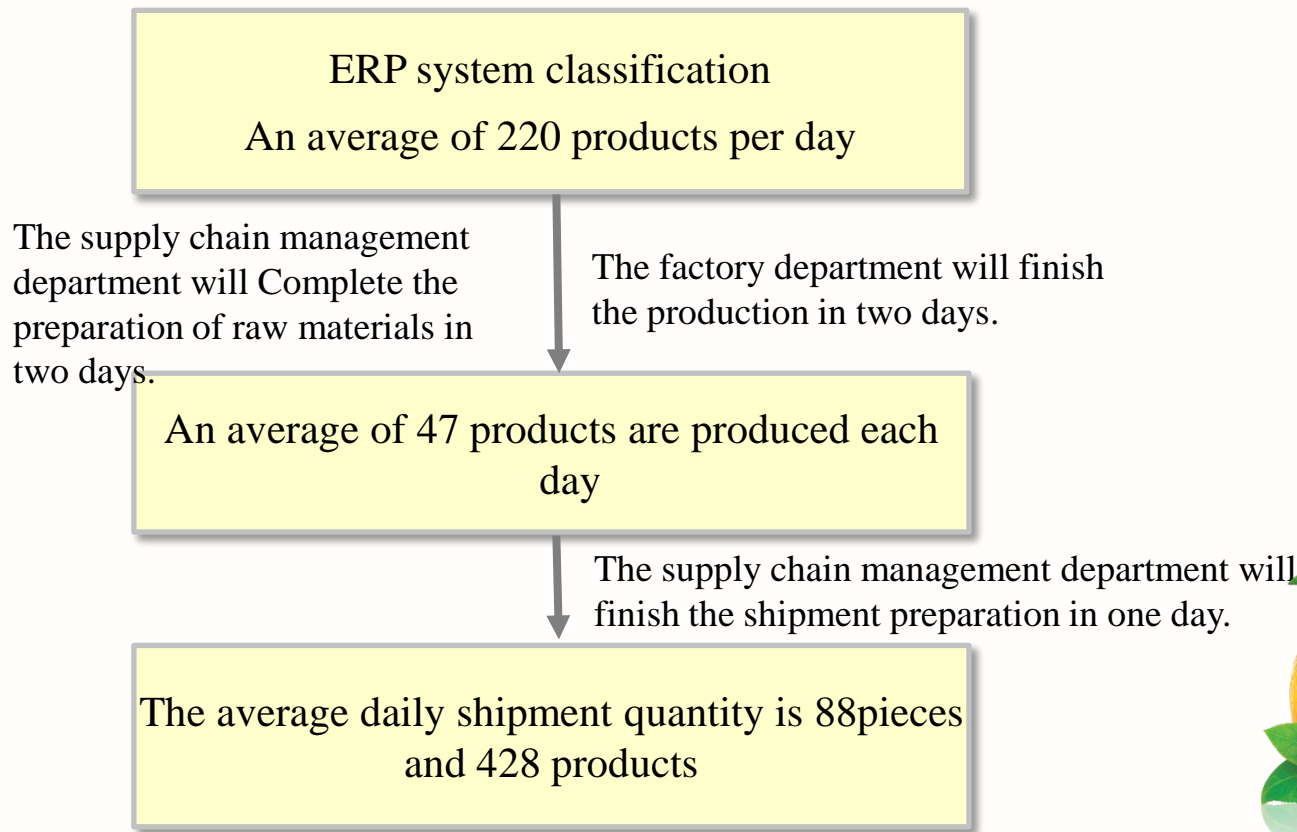 ERP system classification
An average of 220 products per day
The supply chain management
department will Complete the
preparation of raw materials in
two days.
The factory department will finish
the production in two days.
An average of 47 products are produced each
day
The supply chain management department will
finish the shipment preparation in one day.
The average daily shipment quantity is 88pieces
and 428 products